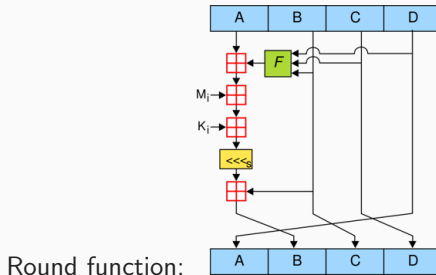 A B C D
F
Mᵢ
Kᵢ
<<<ₛ
Round function:
A B C D